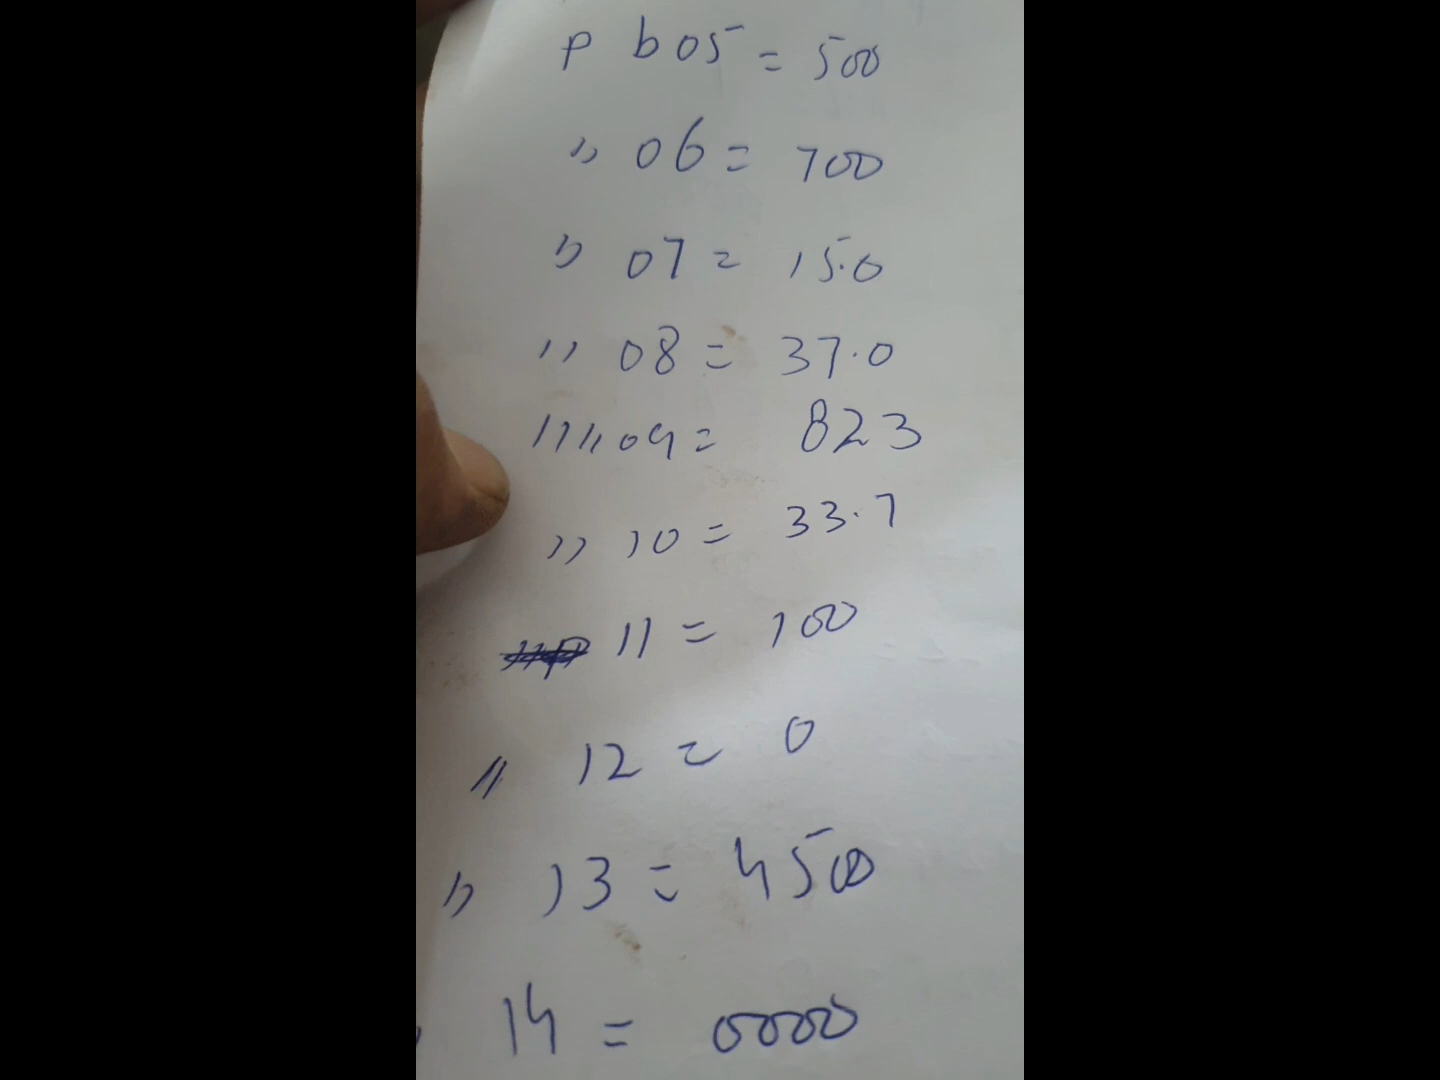 P b05 = 500
" 06 = 700
" 07 = 15.0
" 08 = 37.0
" " 09 = 823
" 10 = 33.7
11 = 100
" 12 = 0
" 13 = 4500
14 = 0000